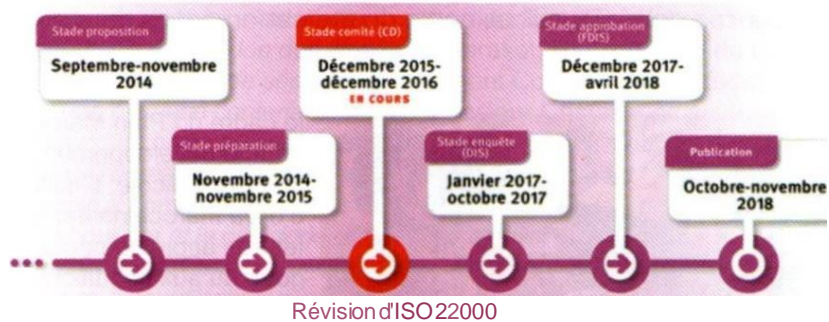 Stade proposition
Septembre-novembre
2014
Stade préparation
Novembre 2014-
novembre 2015
Stade comité (CD)
Décembre 2015-
décembre 2016
EN COURS
Stade enquête
(DIS)
Janvier 2017-
octobre 2017
Stade approbation
(FDIS)
Décembre 2017-
avril 2018
Publication
Octobre-novembre
2018
Révision d'ISO 22000